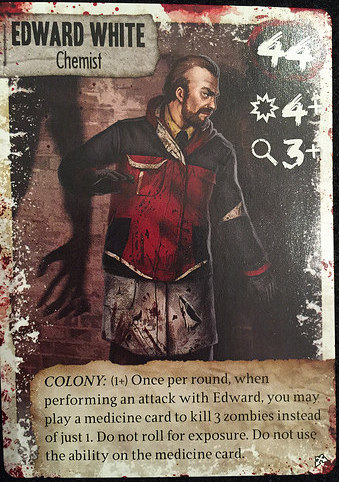 EDWARD WHITE
Chemist
44
4+
3+
COLONY: (1+) Once per round, when
performing an attack with Edward, you may
play a medicine card to kill 3 zombies instead
of just 1. Do not roll for exposure. Do not use
the ability on the medicine card.